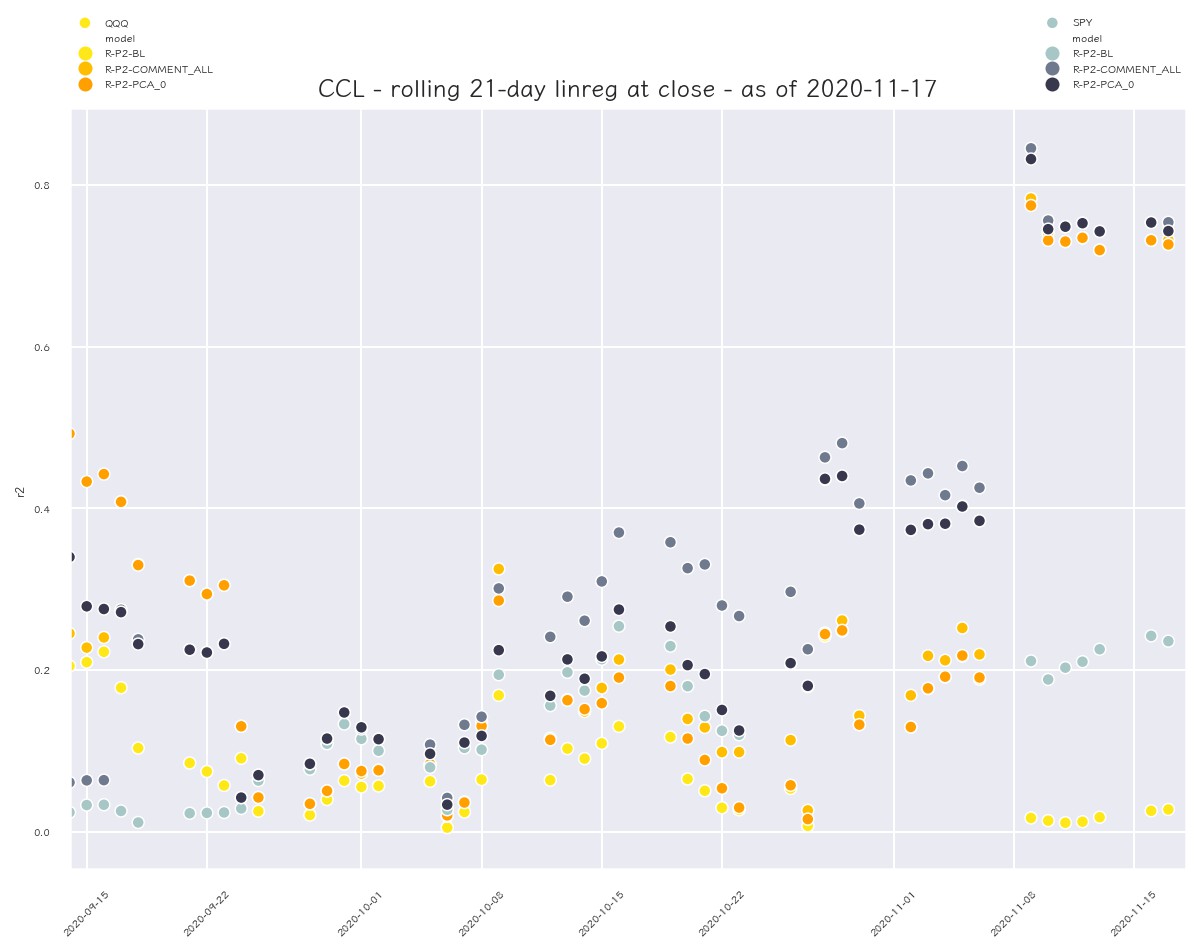 QQQ
model
R-P2-BL
R-P2-COMMENT_ALL
R-P2-PCA_0
SPY
model
R-P2-BL
R-P2-COMMENT_ALL
R-P2-PCA_0
CCL - rolling 21-day linreg at close - as of 2020-11-17
0.8
0.6
0.4
0.2
0.0
r2
2020-09-15
2020-09-22
2020-10-01
2020-10-08
2020-10-15
2020-10-22
2020-11-01
2020-11-08
2020-11-15